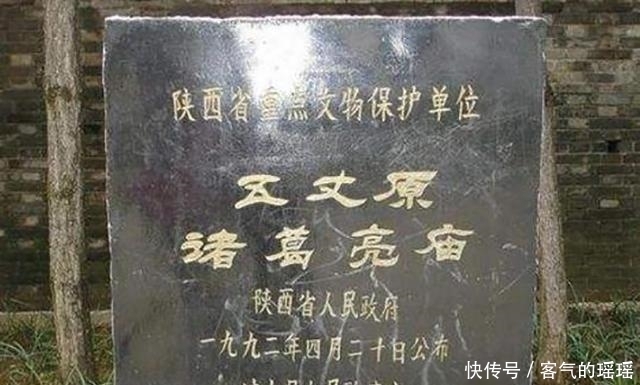 陕西省重点文物保护单位
五丈原
诸葛亮庙
陕西省人民政府
一九九二年四月二十日公布
快传号／客气的瑶瑶